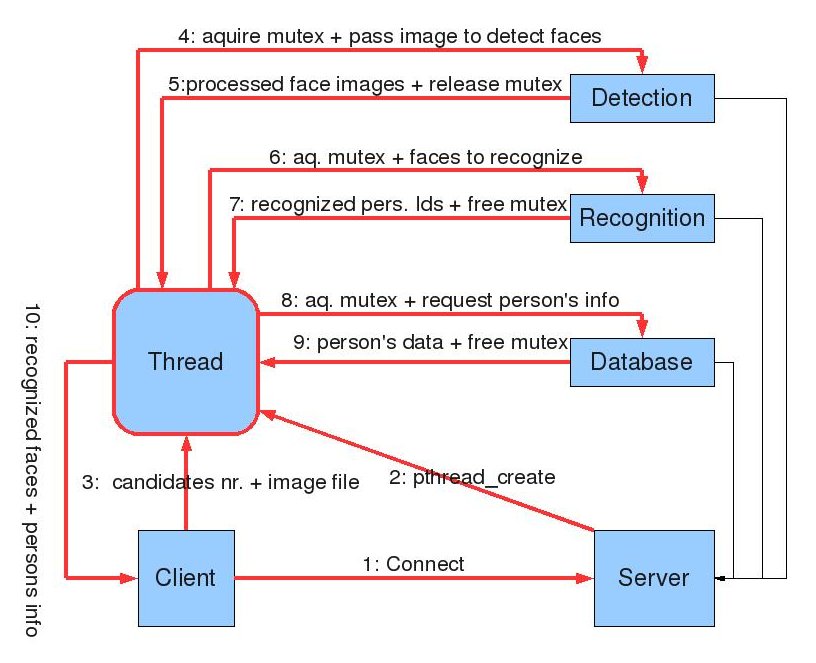 4: aquire mutex + pass image to detect faces
5:processed face images + release mutex
Detection
6: aq. mutex + faces to recognize
7: recognized pers. Ids + free mutex
Recognition
8: aq. mutex + request person's info
9: person's data + free mutex
Thread
Database
10: recognized faces + persons info
3: candidates nr. + image file
2: pthread_create
1: Connect
Client
Server